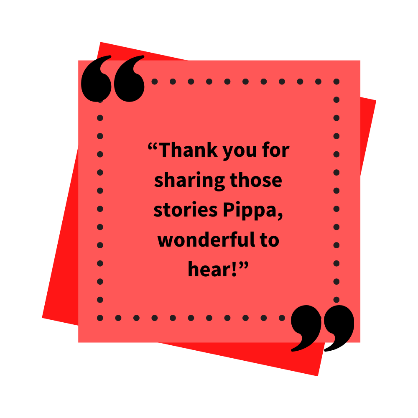 “Thank you for
sharing those
stories Pippa,
wonderful to
hear!”